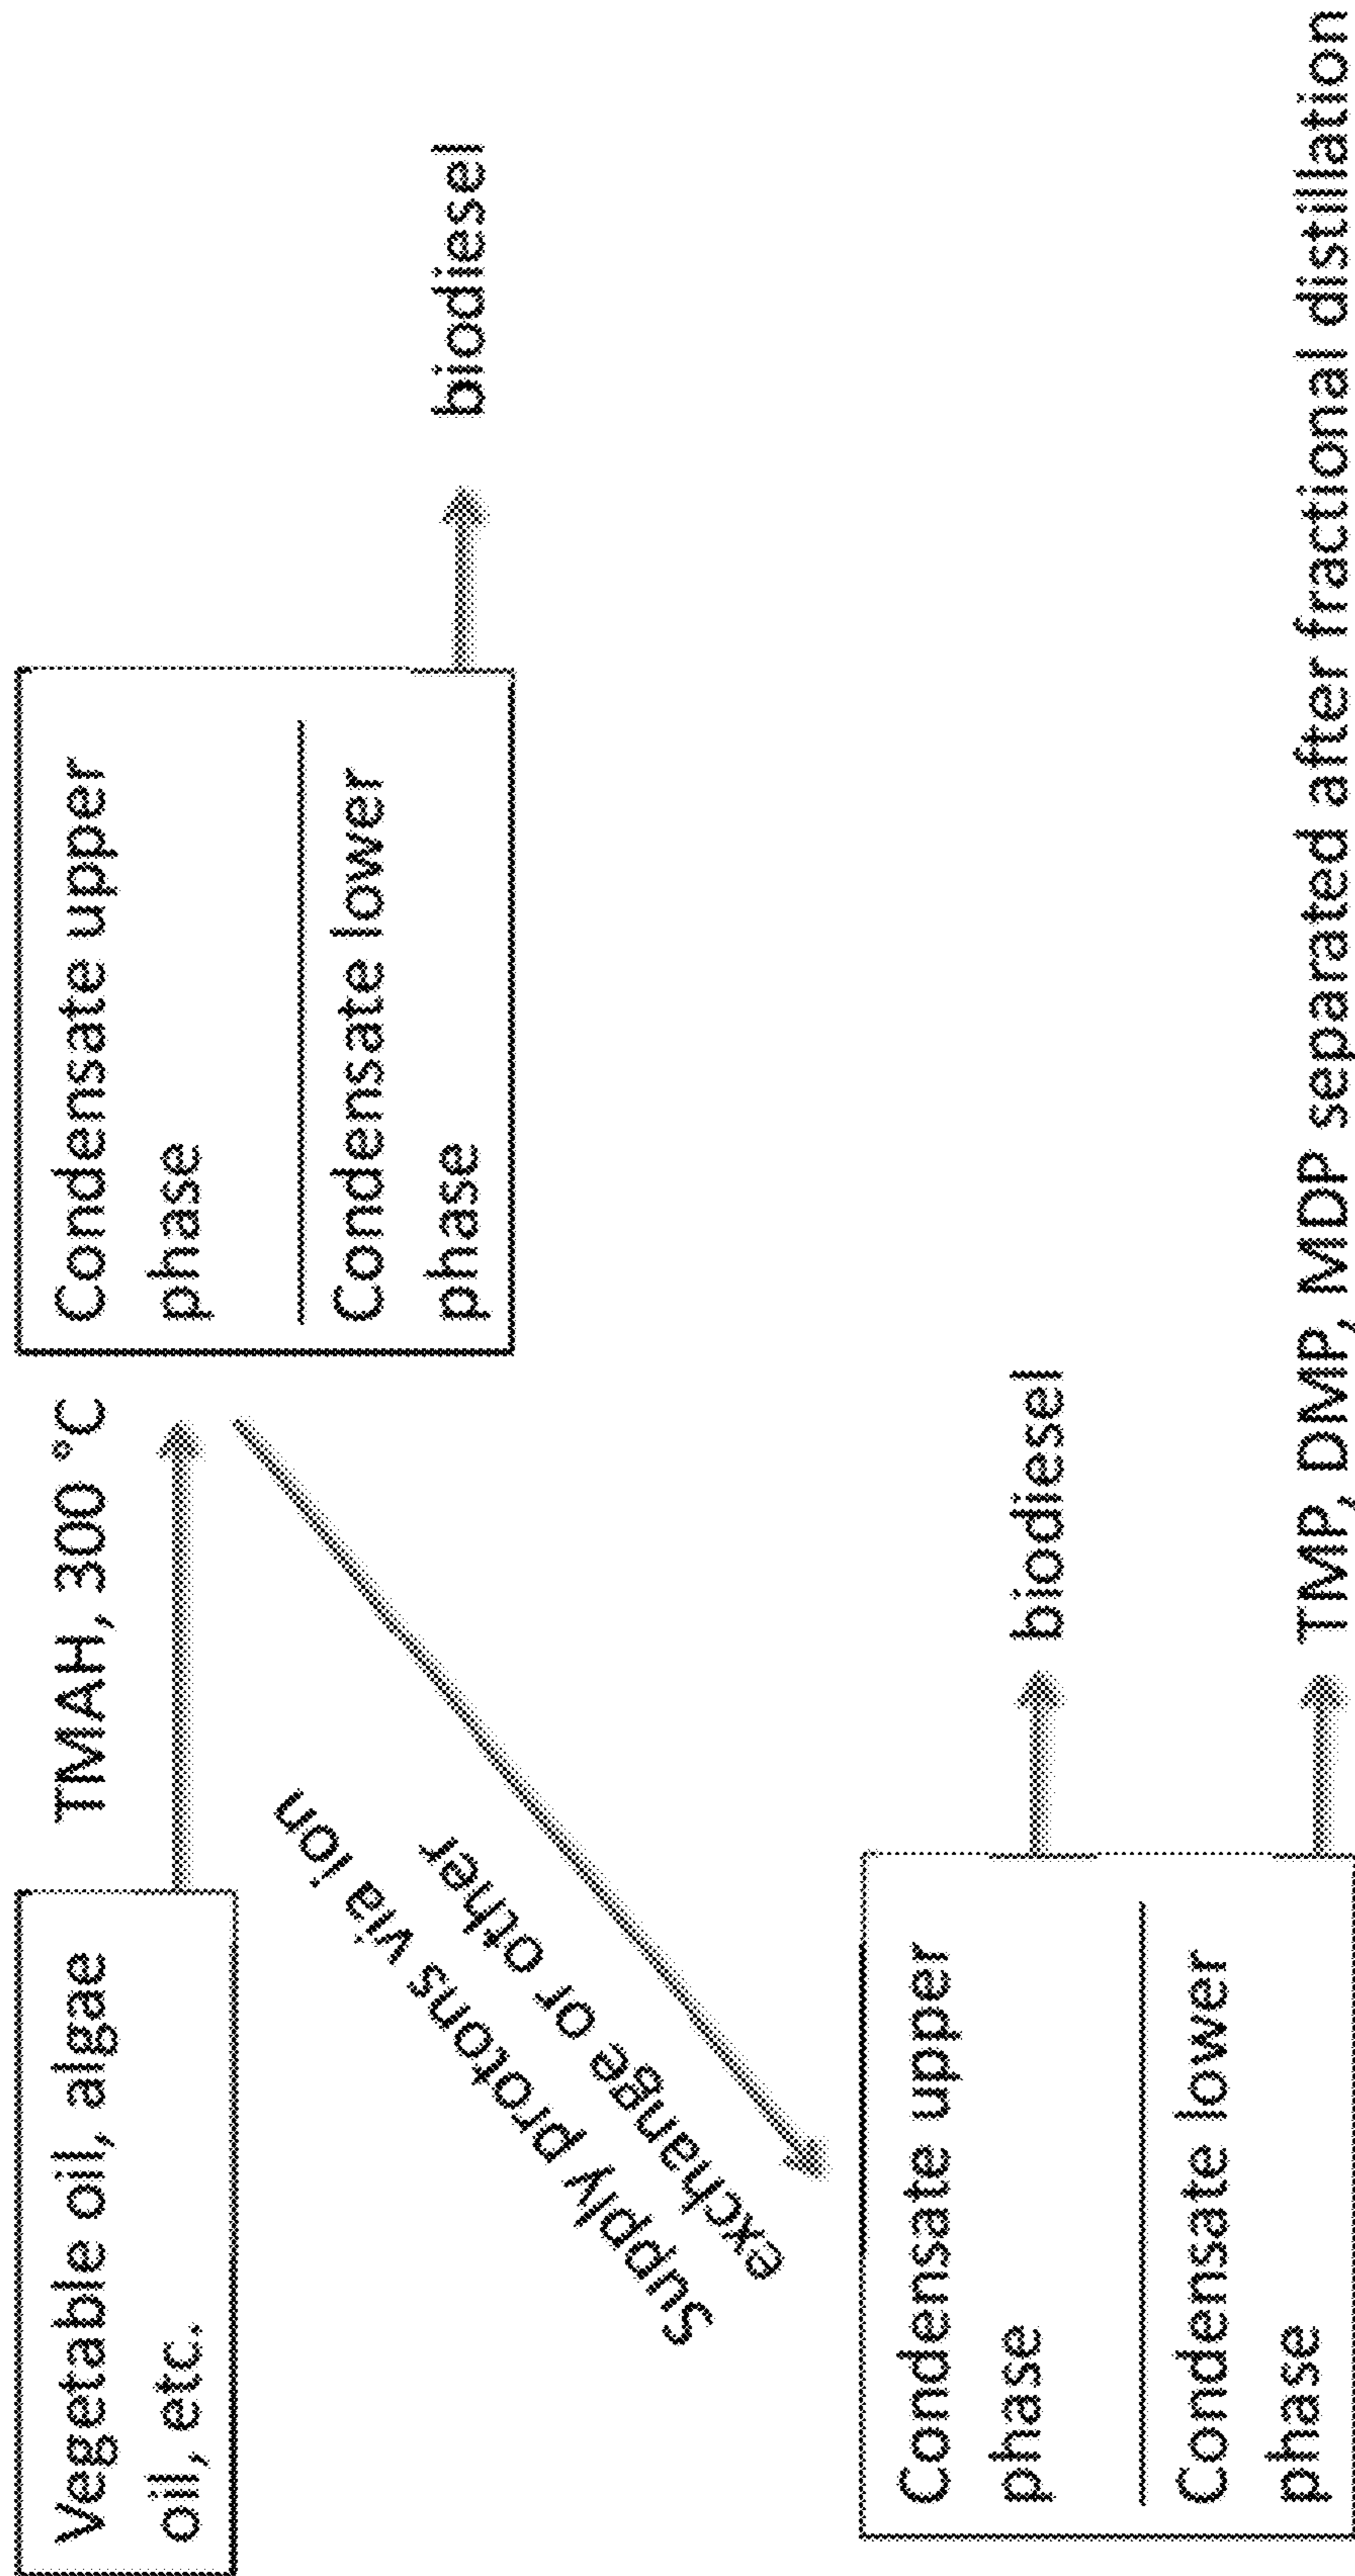 Vegetable oil, algae
oil, etc.
TMAH, 300 °C
Condensate upper
phase
Condensate lower
phase
biodiesel
Supply protons via ion
exchange or other
Condensate upper
phase
Condensate lower
phase
biodiesel
TMP, DMP, MDP separated after fractional distillation